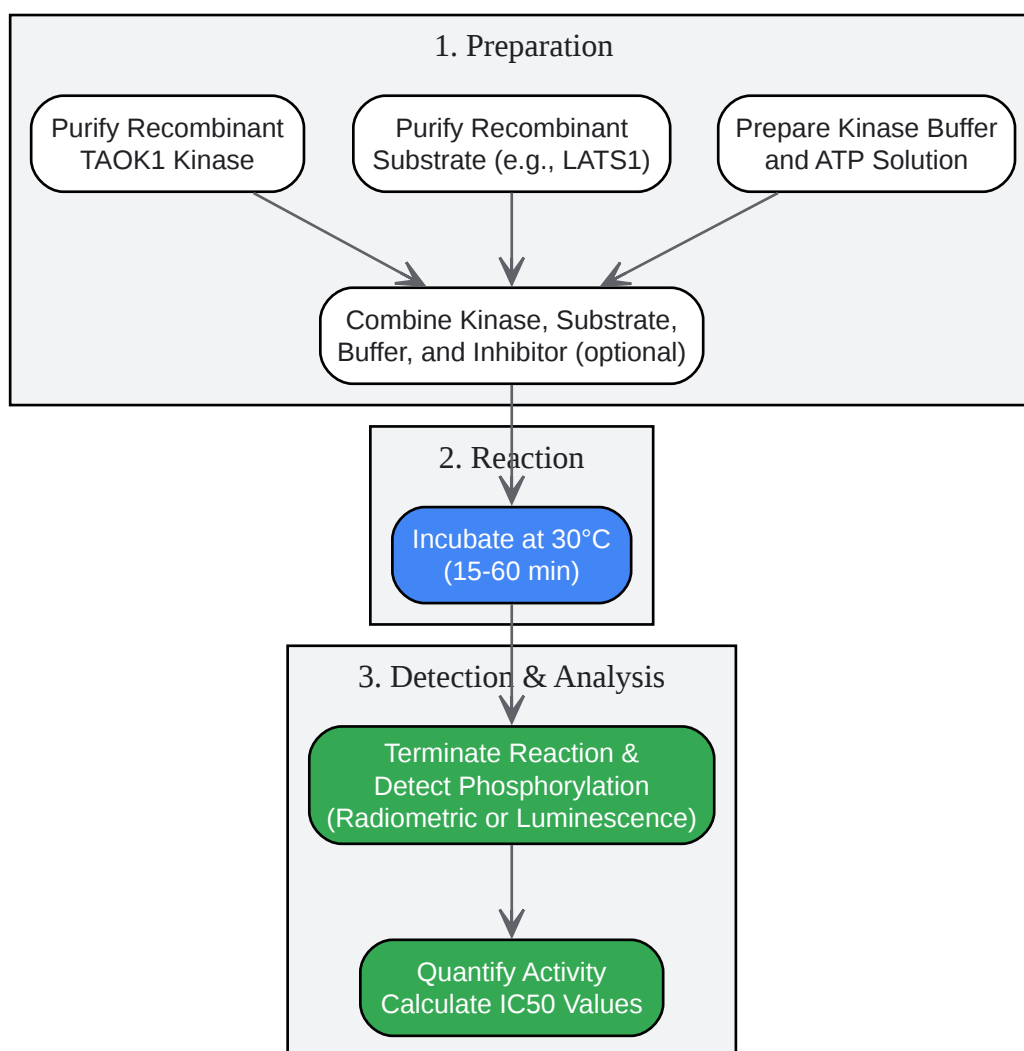 1. Preparation
Purify Recombinant
TAOK1 Kinase
Purify Recombinant
Substrate (e.g., LATS1)
Prepare Kinase Buffer
and ATP Solution
Combine Kinase, Substrate,
Buffer, and Inhibitor (optional)
2. Reaction
Incubate at 30°C
(15-60 min)
3. Detection & Analysis
Terminate Reaction &
Detect Phosphorylation
(Radiometric or Luminescence)
Quantify Activity
Calculate IC50 Values